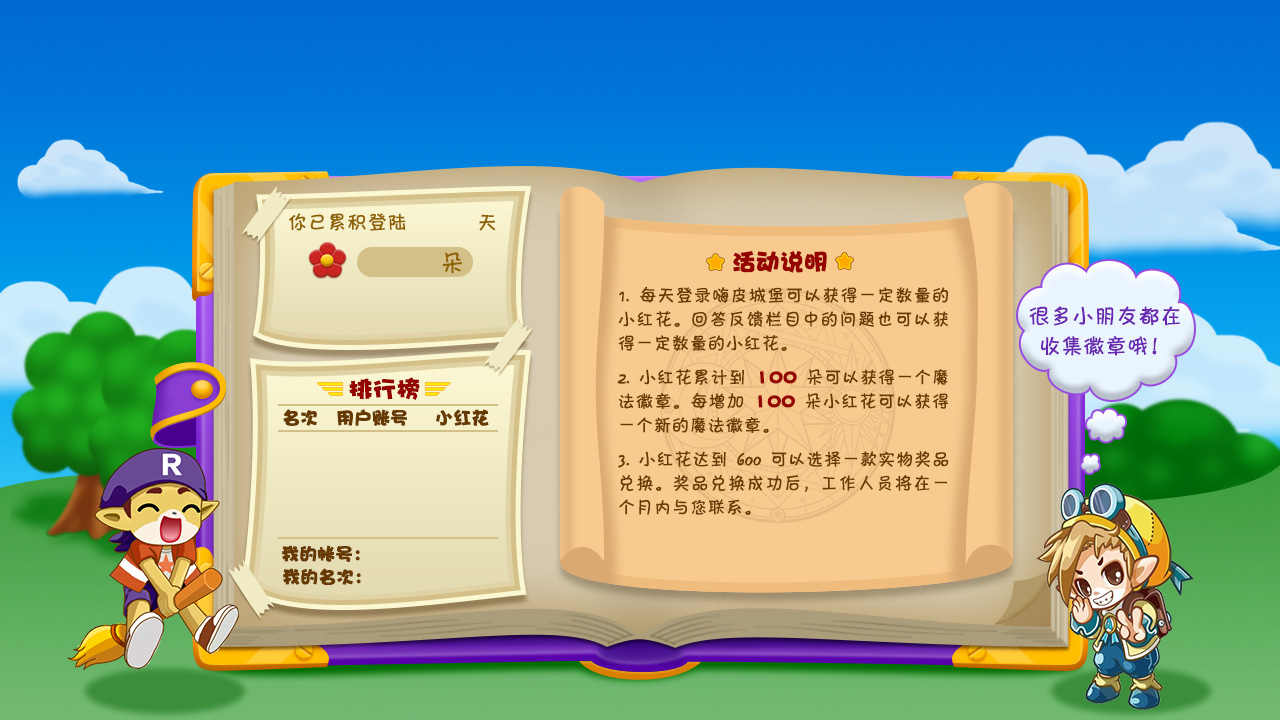 你已累积登陆 天
朵
排行榜
名次 用户账号 小红花
我的帐号:
我的名次:
活动说明
1. 每天登录嗨皮城堡可以获得一定数量的
小红花。回答反馈栏目中的问题也可以获
得一定数量的小红花。
2. 小红花累计到 100 朵可以获得一个魔
法徽章。每增加 100 朵小红花可以获得
一个新的魔法徽章。
3. 小红花达到 600 可以选择一款实物奖品
兑换。奖品兑换成功后，工作人员将在一
个月内与您联系。
很多小朋友都在
收集徽章哦!
R